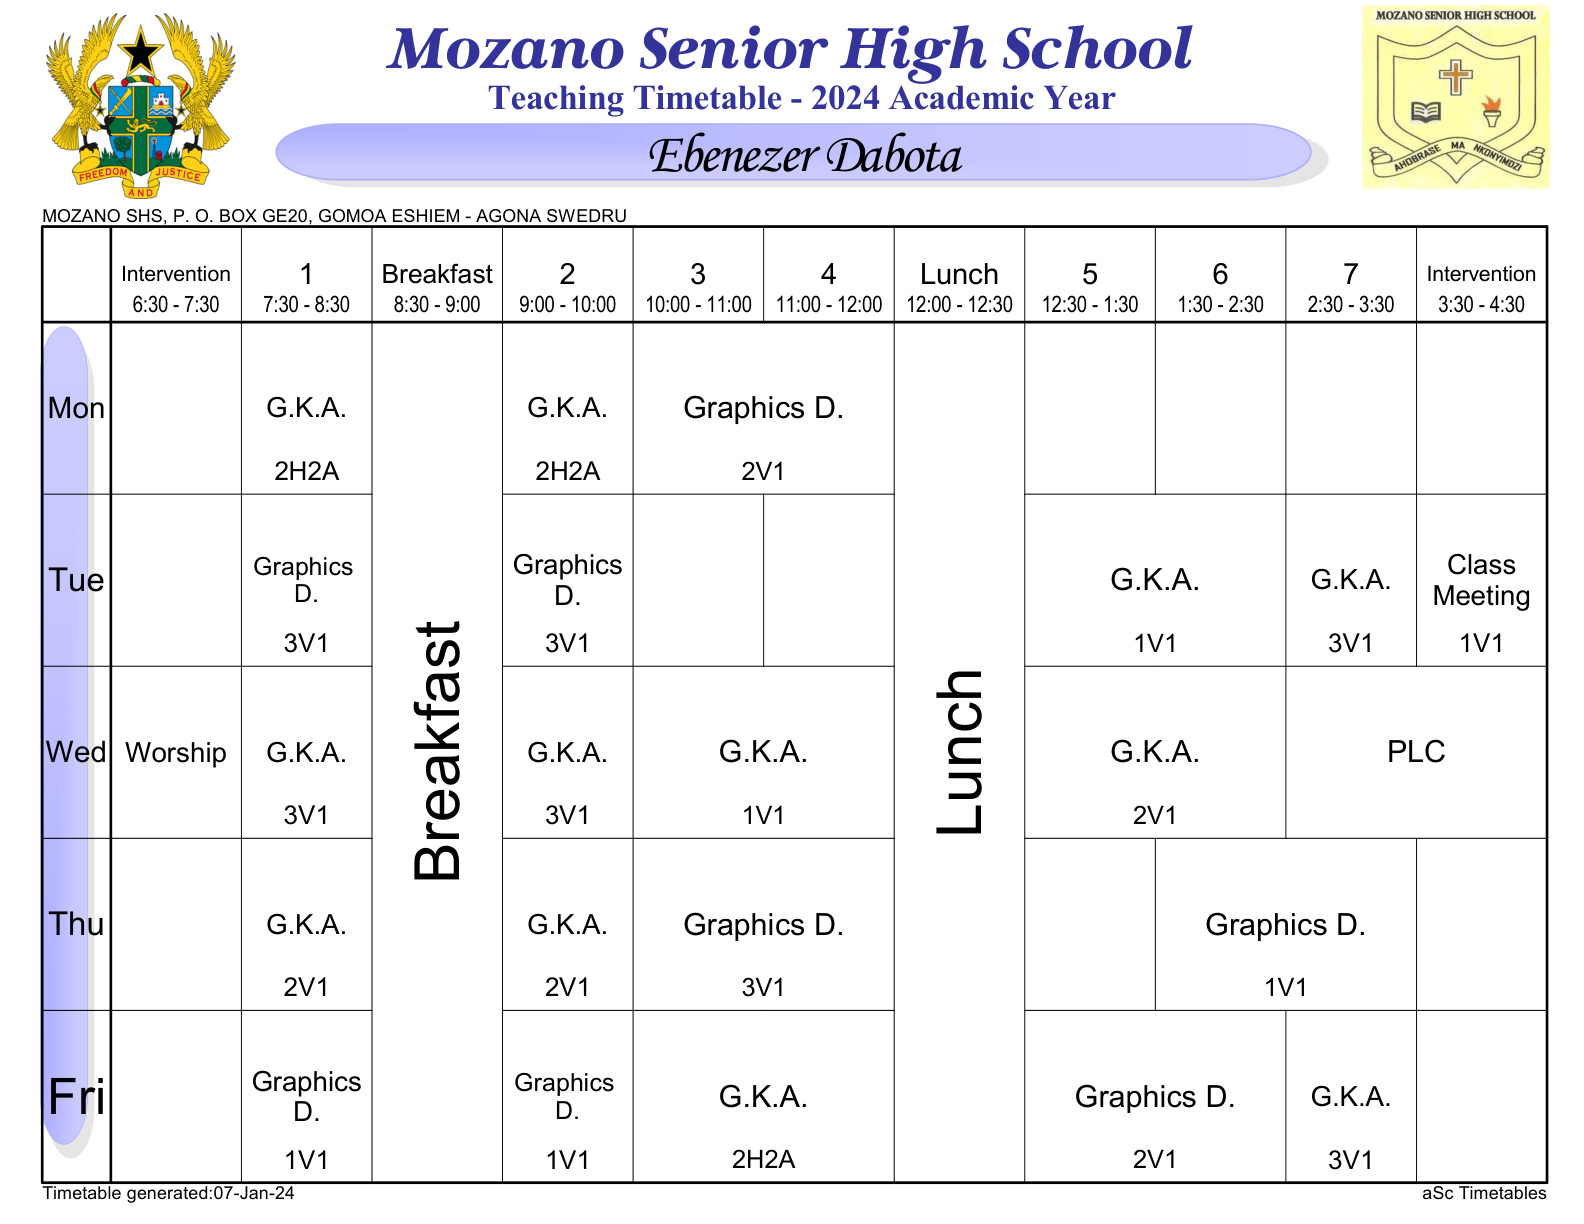 MOZANO SENIOR HIGH SCHOOL
Mozano Senior High School
Teaching Timetable - 2024 Academic Year
Ebenezer Dabota
FREEDOM AND JUSTICE
AHOBRASE MA NKONYIMDZI
MOZANO SHS, P. O. BOX GE20, GOMOA ESHIEM - AGONA SWEDRU
Intervention 1 Breakfast 2 3 4 Lunch 5 6 7 Intervention
6:30 - 7:30 7:30 - 8:30 8:30 - 9:00 9:00 - 10:00 10:00 - 11:00 11:00 - 12:00 12:00 - 12:30 12:30 - 1:30 1:30 - 2:30 2:30 - 3:30 3:30 - 4:30
Mon G.K.A. G.K.A. Graphics D.
2H2A 2H2A 2V1
Graphics Graphics Class
Tue D. D. G.K.A. G.K.A. Meeting
3V1 3V1 1V1 3V1 1V1
Breakfast
Lunch
Wed Worship G.K.A. G.K.A. G.K.A. G.K.A. PLC
3V1 3V1 1V1 2V1
Thu G.K.A. G.K.A. Graphics D. Graphics D.
2V1 2V1 3V1 1V1
Graphics Graphics
Fri D. D. G.K.A. Graphics D. G.K.A.
1V1 1V1 2H2A 2V1 3V1
Timetable generated:07-Jan-24 aSc Timetables